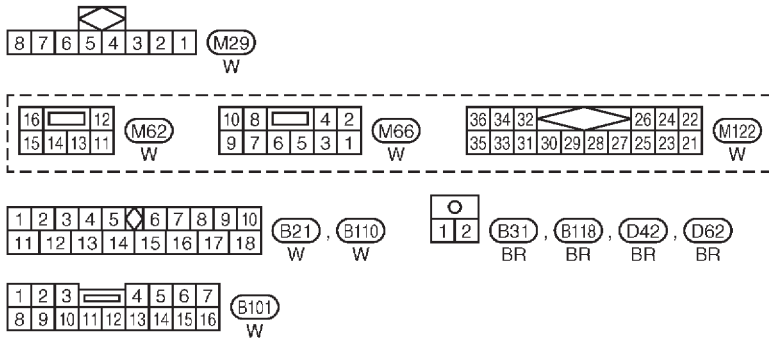 8 7 6 5 4 3 2 1 M29
W
16 12 10 8 4 2 36 34 32 26 24 22
M62 M66 M122
15 14 13 11 9 7 6 5 3 1 35 33 31 30 29 28 27 25 23 21
W W W
1 2 3 4 5 6 7 8 9 10
B21 , B110 1 2 B31 , B118 , D42 , D62
11 12 13 14 15 16 17 18
W W BR BR BR BR
1 2 3 4 5 6 7
B101
8 9 10 11 12 13 14 15 16
W